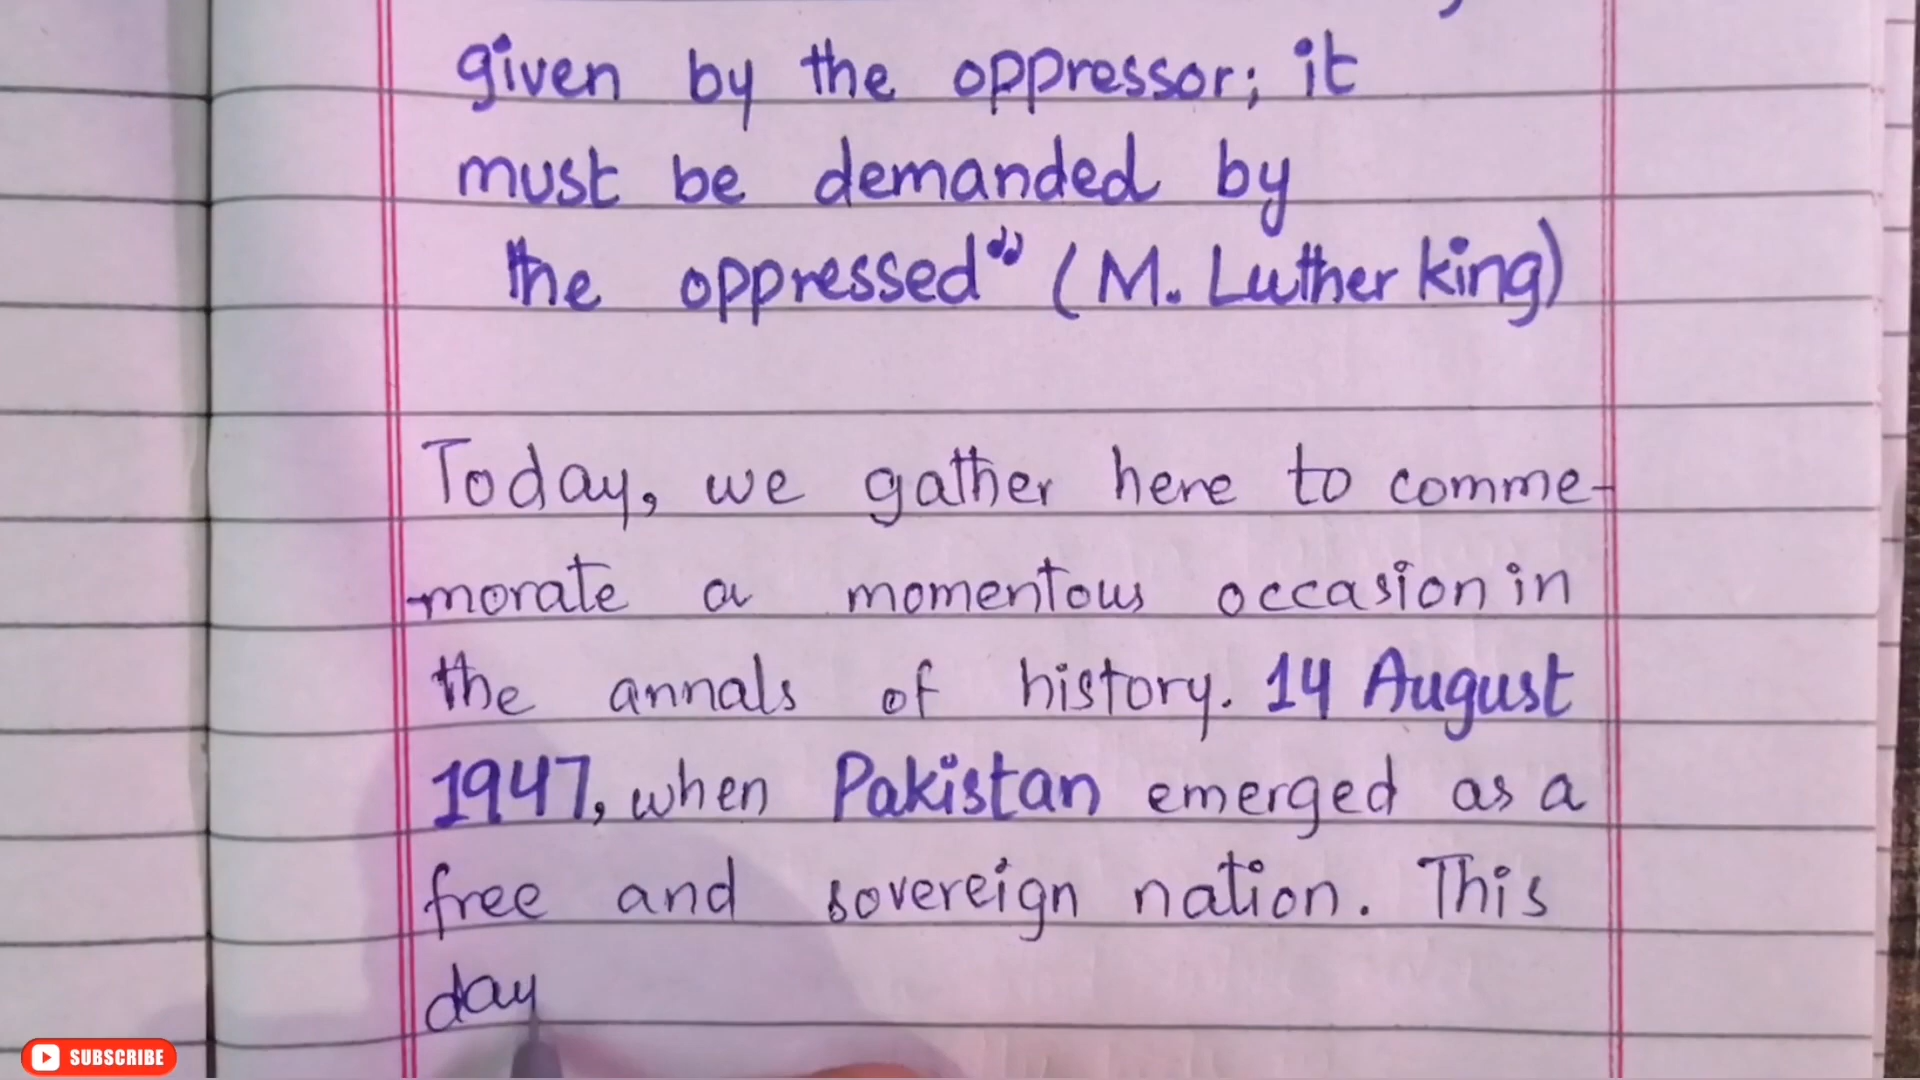 given by the oppressor; it
must be demanded by
the oppressed" (M. Luther king)
Today, we gather here to comme-
-morate a momentous occasion in
the annals of history. 14 August
1947, when Pakistan emerged as a
free and sovereign nation. This
day
SUBSCRIBE